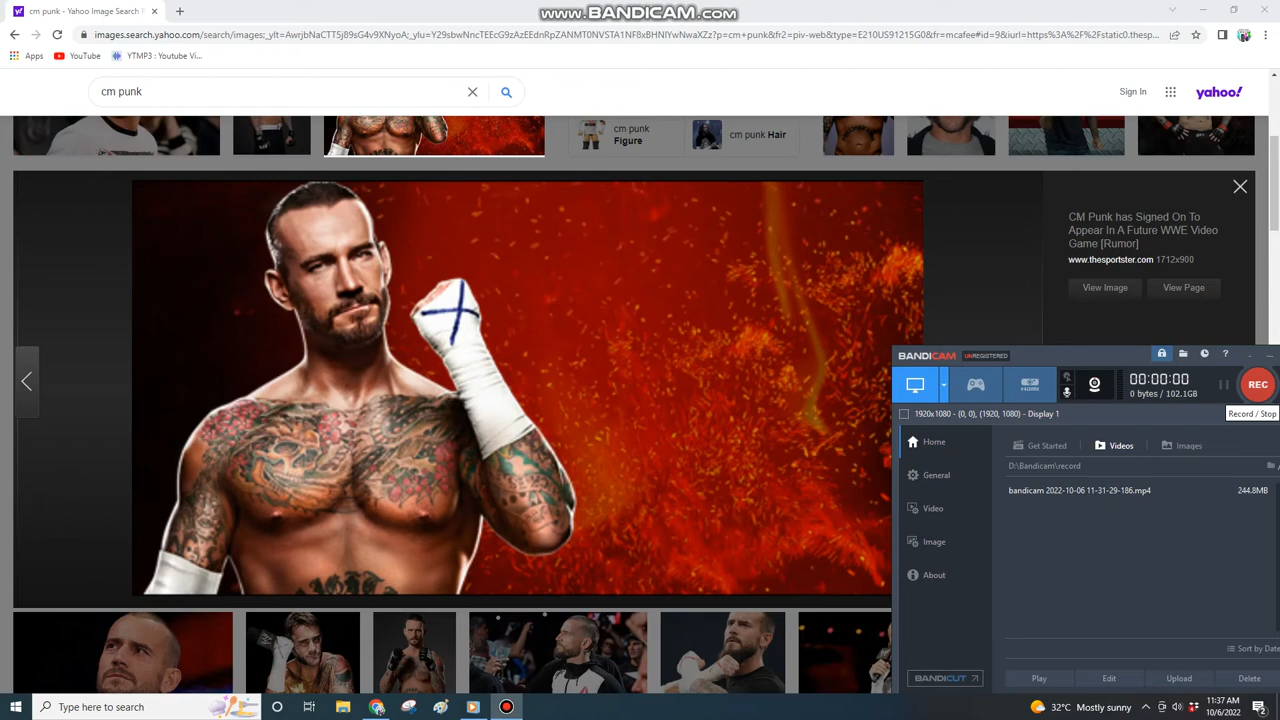 www.BANDICAM.com
cm punk - Yahoo Image Search R
images.search.yahoo.com/search/images;_ylt=AwrjbNaCTT5j89sG4v9XNyoA;_ylu=Y29sbwNncTEEcG9zAzEEdnRpZANMT0NVSTA1NF8xBHNlYwNwaXZz?p=cm+punk&fr2=piv-web&type=E210US91215G0&fr=mcafee#id=9&iurl=https%3A%2F%2Fstatic0.thesp...
Apps
YouTube
YTMP3 : Youtube Vi...
cm punk
Sign In
yahoo!
cm punk
Figure
cm punk Hair
CM Punk has Signed On To
Appear In A Future WWE Video
Game [Rumor]
www.thesportster.com 1712x900
View Image
View Page
BANDICAM
UNREGISTERED
00:00:00
0 bytes / 102.1GB
REC
Record / Stop
1920x1080 - (0, 0), (1920, 1080) - Display 1
Home
Get Started
Videos
Images
D:\Bandicam\record
General
bandicam 2022-10-06 11-31-29-186.mp4
244.8MB
Video
Image
About
Sort by Date
BANDICUT
Play
Edit
Upload
Delete
Type here to search
32°C Mostly sunny
11:37 AM
10/6/2022
2